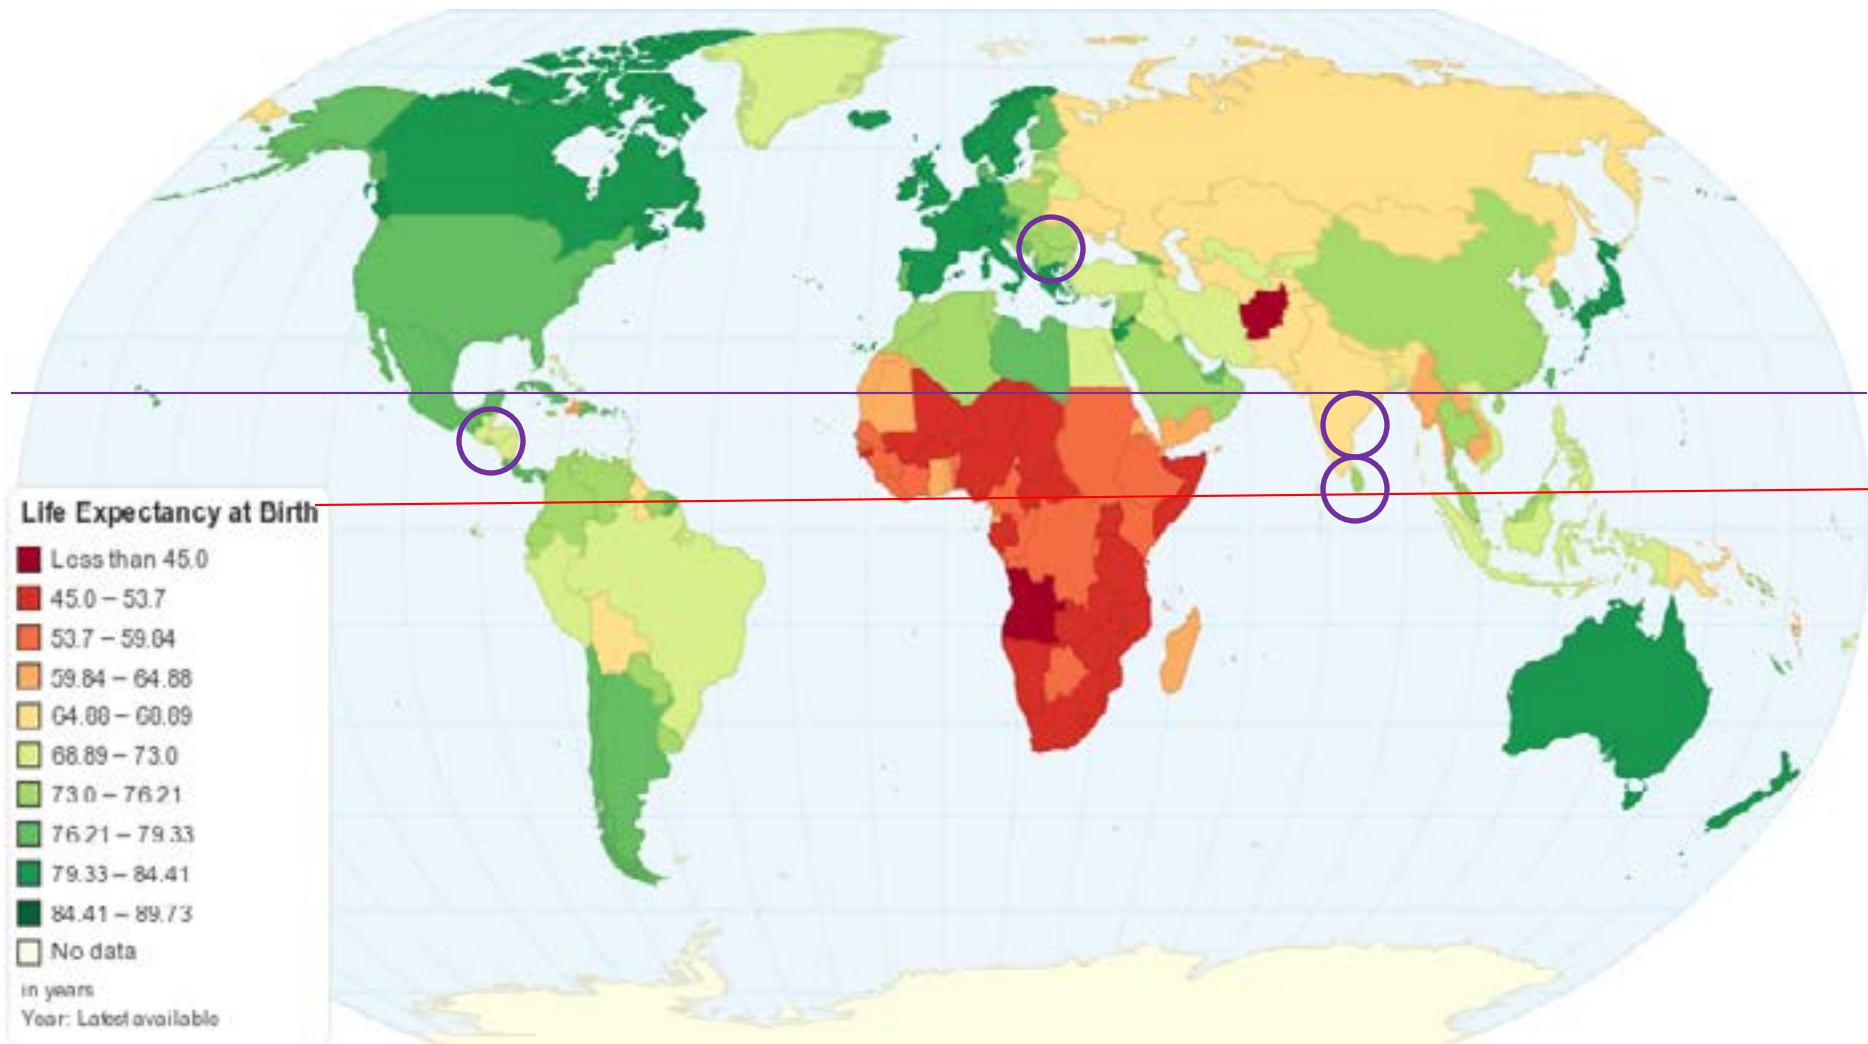 Life Expectancy at Birth
Less than 45.0
45.0 – 53.7
53.7 – 59.84
59.84 – 64.88
64.88 – 68.89
68.89 – 73.0
73.0 – 76.21
76.21 – 79.33
79.33 – 84.41
84.41 – 89.73
No data
in years
Year: Latest available